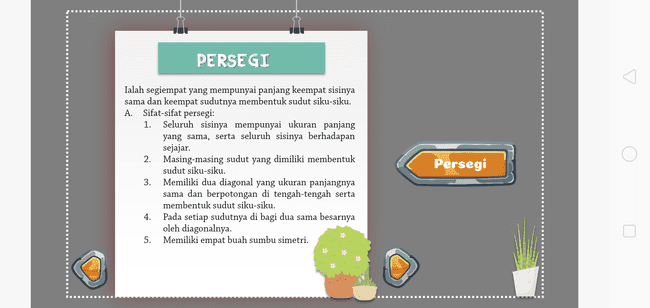 PERSEGI
Ialah segiempat yang mempunyai panjang keempat sisinya
sama dan keempat sudutnya membentuk sudut siku-siku.
A. Sifat-sifat persegi:
1. Seluruh sisinya mempunyai ukuran panjang
yang sama, serta seluruh sisinya berhadapan
sejajar.
2. Masing-masing sudut yang dimiliki membentuk
sudut siku-siku.
3. Memiliki dua diagonal yang ukuran panjangnya
sama dan berpotongan di tengah-tengah serta
membentuk sudut siku-siku.
4. Pada setiap sudutnya di bagi dua sama besarnya
oleh diagonalnya.
5. Memiliki empat buah sumbu simetri.
Persegi